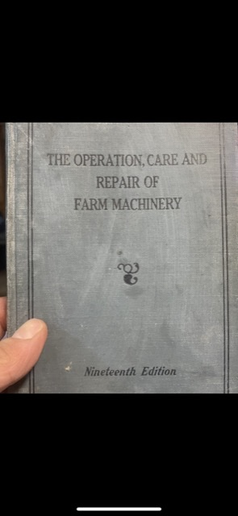 THE OPERATION, CARE AND
REPAIR OF
FARM MACHINERY
Nineteenth Edition